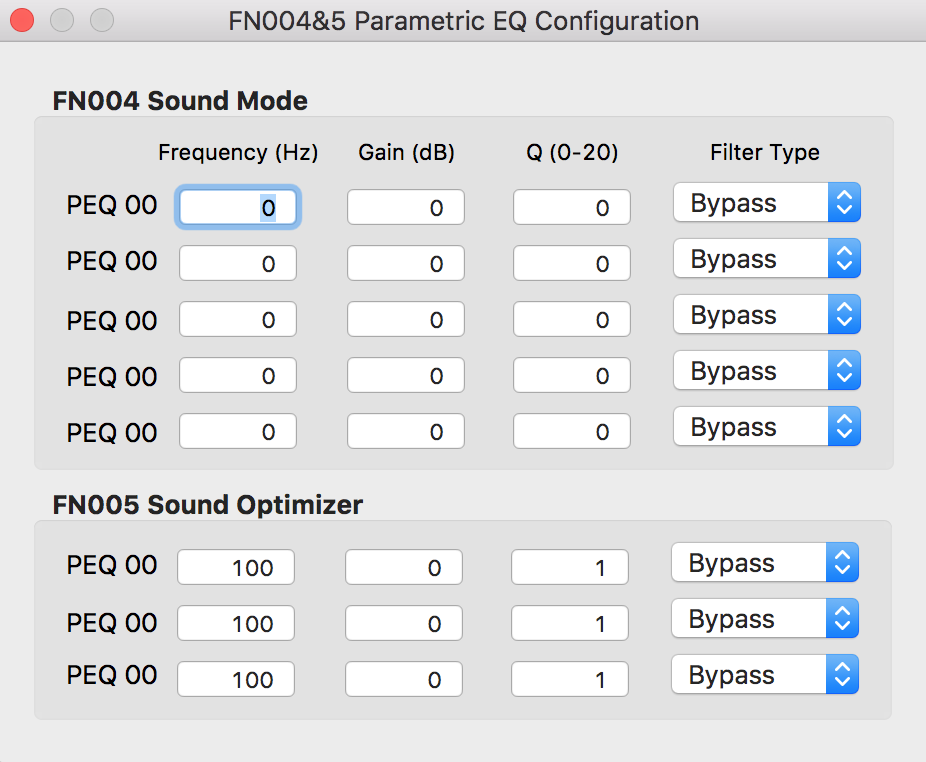 FN004&5 Parametric EQ Configuration
FN004 Sound Mode
Frequency (Hz) Gain (dB) Q (0-20) Filter Type
PEQ 00 0 0 0 Bypass
PEQ 00 0 0 0 Bypass
PEQ 00 0 0 0 Bypass
PEQ 00 0 0 0 Bypass
PEQ 00 0 0 0 Bypass
FN005 Sound Optimizer
PEQ 00 100 0 1 Bypass
PEQ 00 100 0 1 Bypass
PEQ 00 100 0 1 Bypass